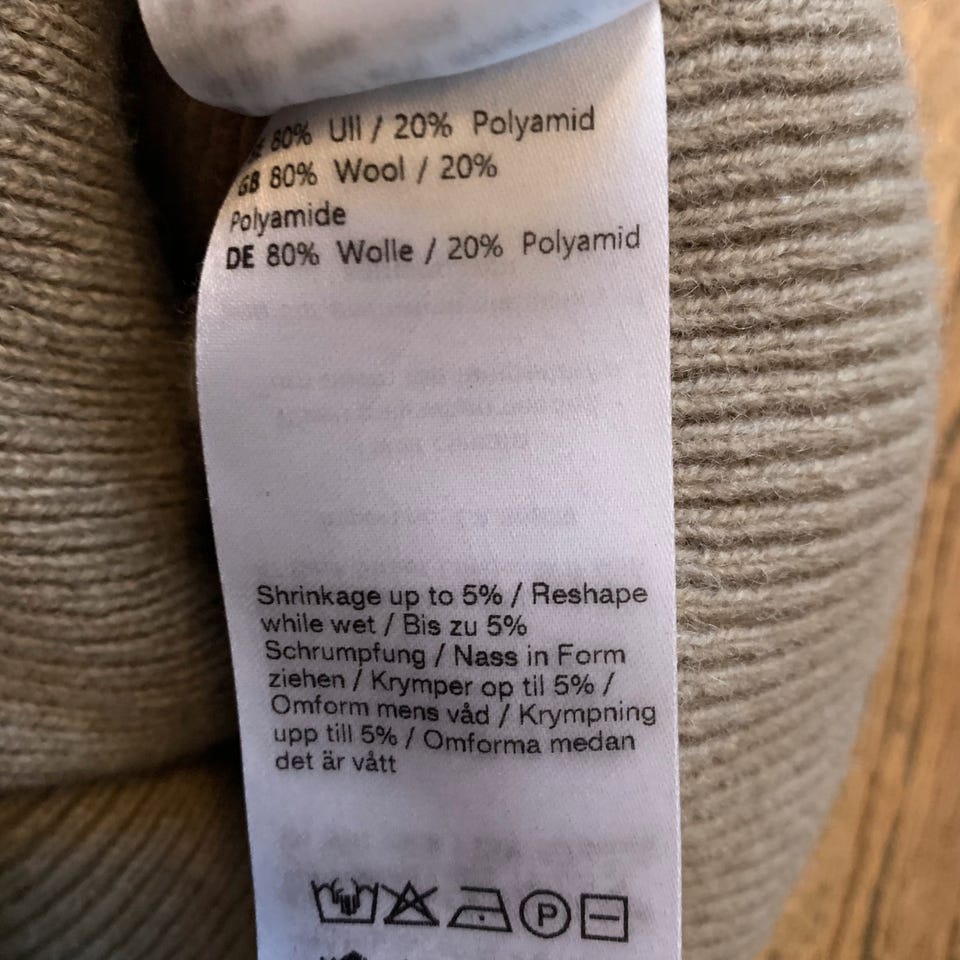 80% Ull / 20% Polyamid
GB 80% Wool / 20%
Polyamide
DE 80% Wolle / 20% Polyamid
Shrinkage up to 5% / Reshape
while wet / Bis zu 5%
Schrumpfung / Nass in Form
ziehen / Krymper op til 5% /
Omform mens våd / Krympning
upp till 5% / Omforma medan
det är vått
P